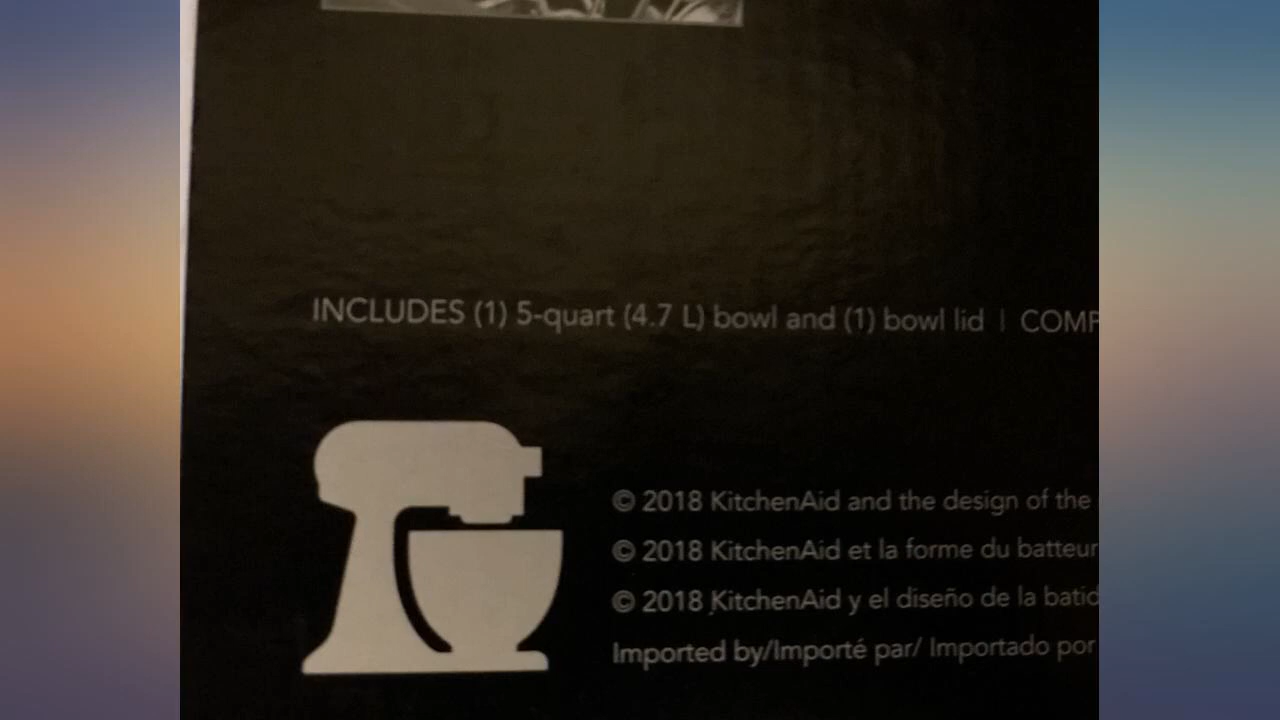 INCLUDES (1) 5-quart (4.7 L) bowl and (1) bowl lid | COMP
© 2018 KitchenAid and the design of the
© 2018 KitchenAid et la forme du batteur
© 2018 KitchenAid y el diseño de la batid
Imported by/Importé par/ Importado por